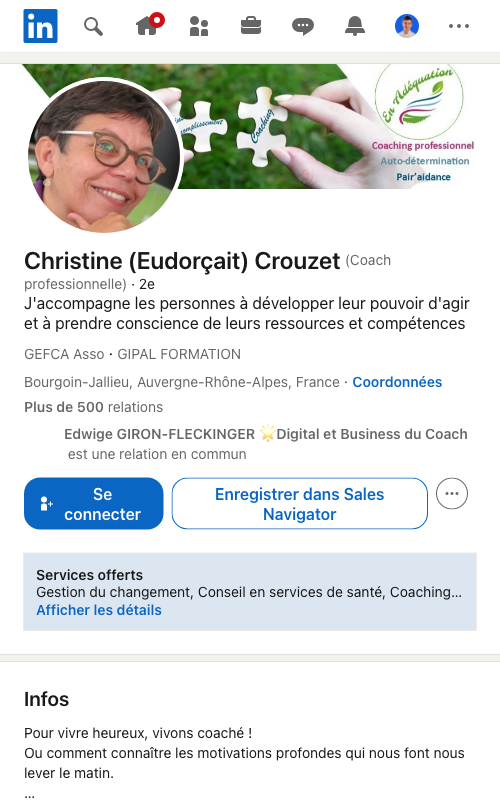 in
En Adéquation
complissement
Coaching
Coaching professionnel
Auto-détermination
Pair'aidance
Christine (Eudorçait) Crouzet (Coach
professionnelle) · 2e
J'accompagne les personnes à développer leur pouvoir d'agir
et à prendre conscience de leurs ressources et compétences
GEFCA Asso • GIPAL FORMATION
Bourgoin-Jallieu, Auvergne-Rhône-Alpes, France · Coordonnées
Plus de 500 relations
Edwige GIRON-FLECKINGER 🌟Digital et Business du Coach
est une relation en commun
Se
connecter
Enregistrer dans Sales
Navigator
Services offerts
Gestion du changement, Conseil en services de santé, Coaching...
Afficher les détails
Infos
Pour vivre heureux, vivons coaché !
Ou comment connaître les motivations profondes qui nous font nous
lever le matin.
...